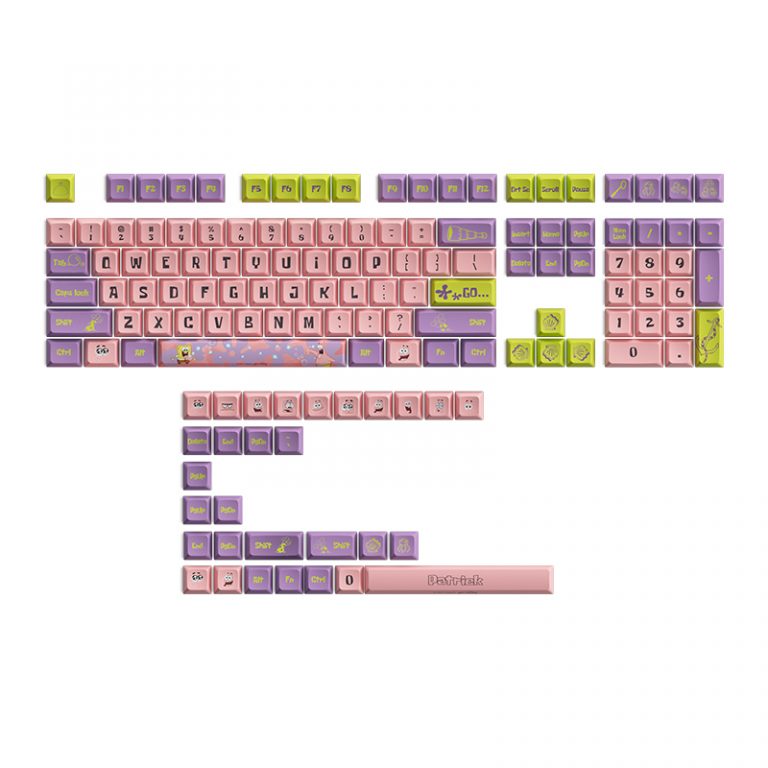 F1 F2 F3 F4 F5 F6 F7 F8 F9 F10 F11 F12 Scroll Pause
! @ # $ % ^ & * ( )
1 2 3 4 5 6 7 8 9 0 Insert Home PgUp Num Lock /
Tab Q W E R T Y U i O P Delete End PgDn 7 8 9 +
Caps lock A S D F G H J K L GO... 4 5 6
Shift Z X C V B N M Shift 1 2 3
Ctrl Alt Alt Fn Ctrl 0 .
Delete End PgDn
PgUp
PgUp PgDn
End PgDn Shift Shift
Alt Fn Ctrl 0 Patrick